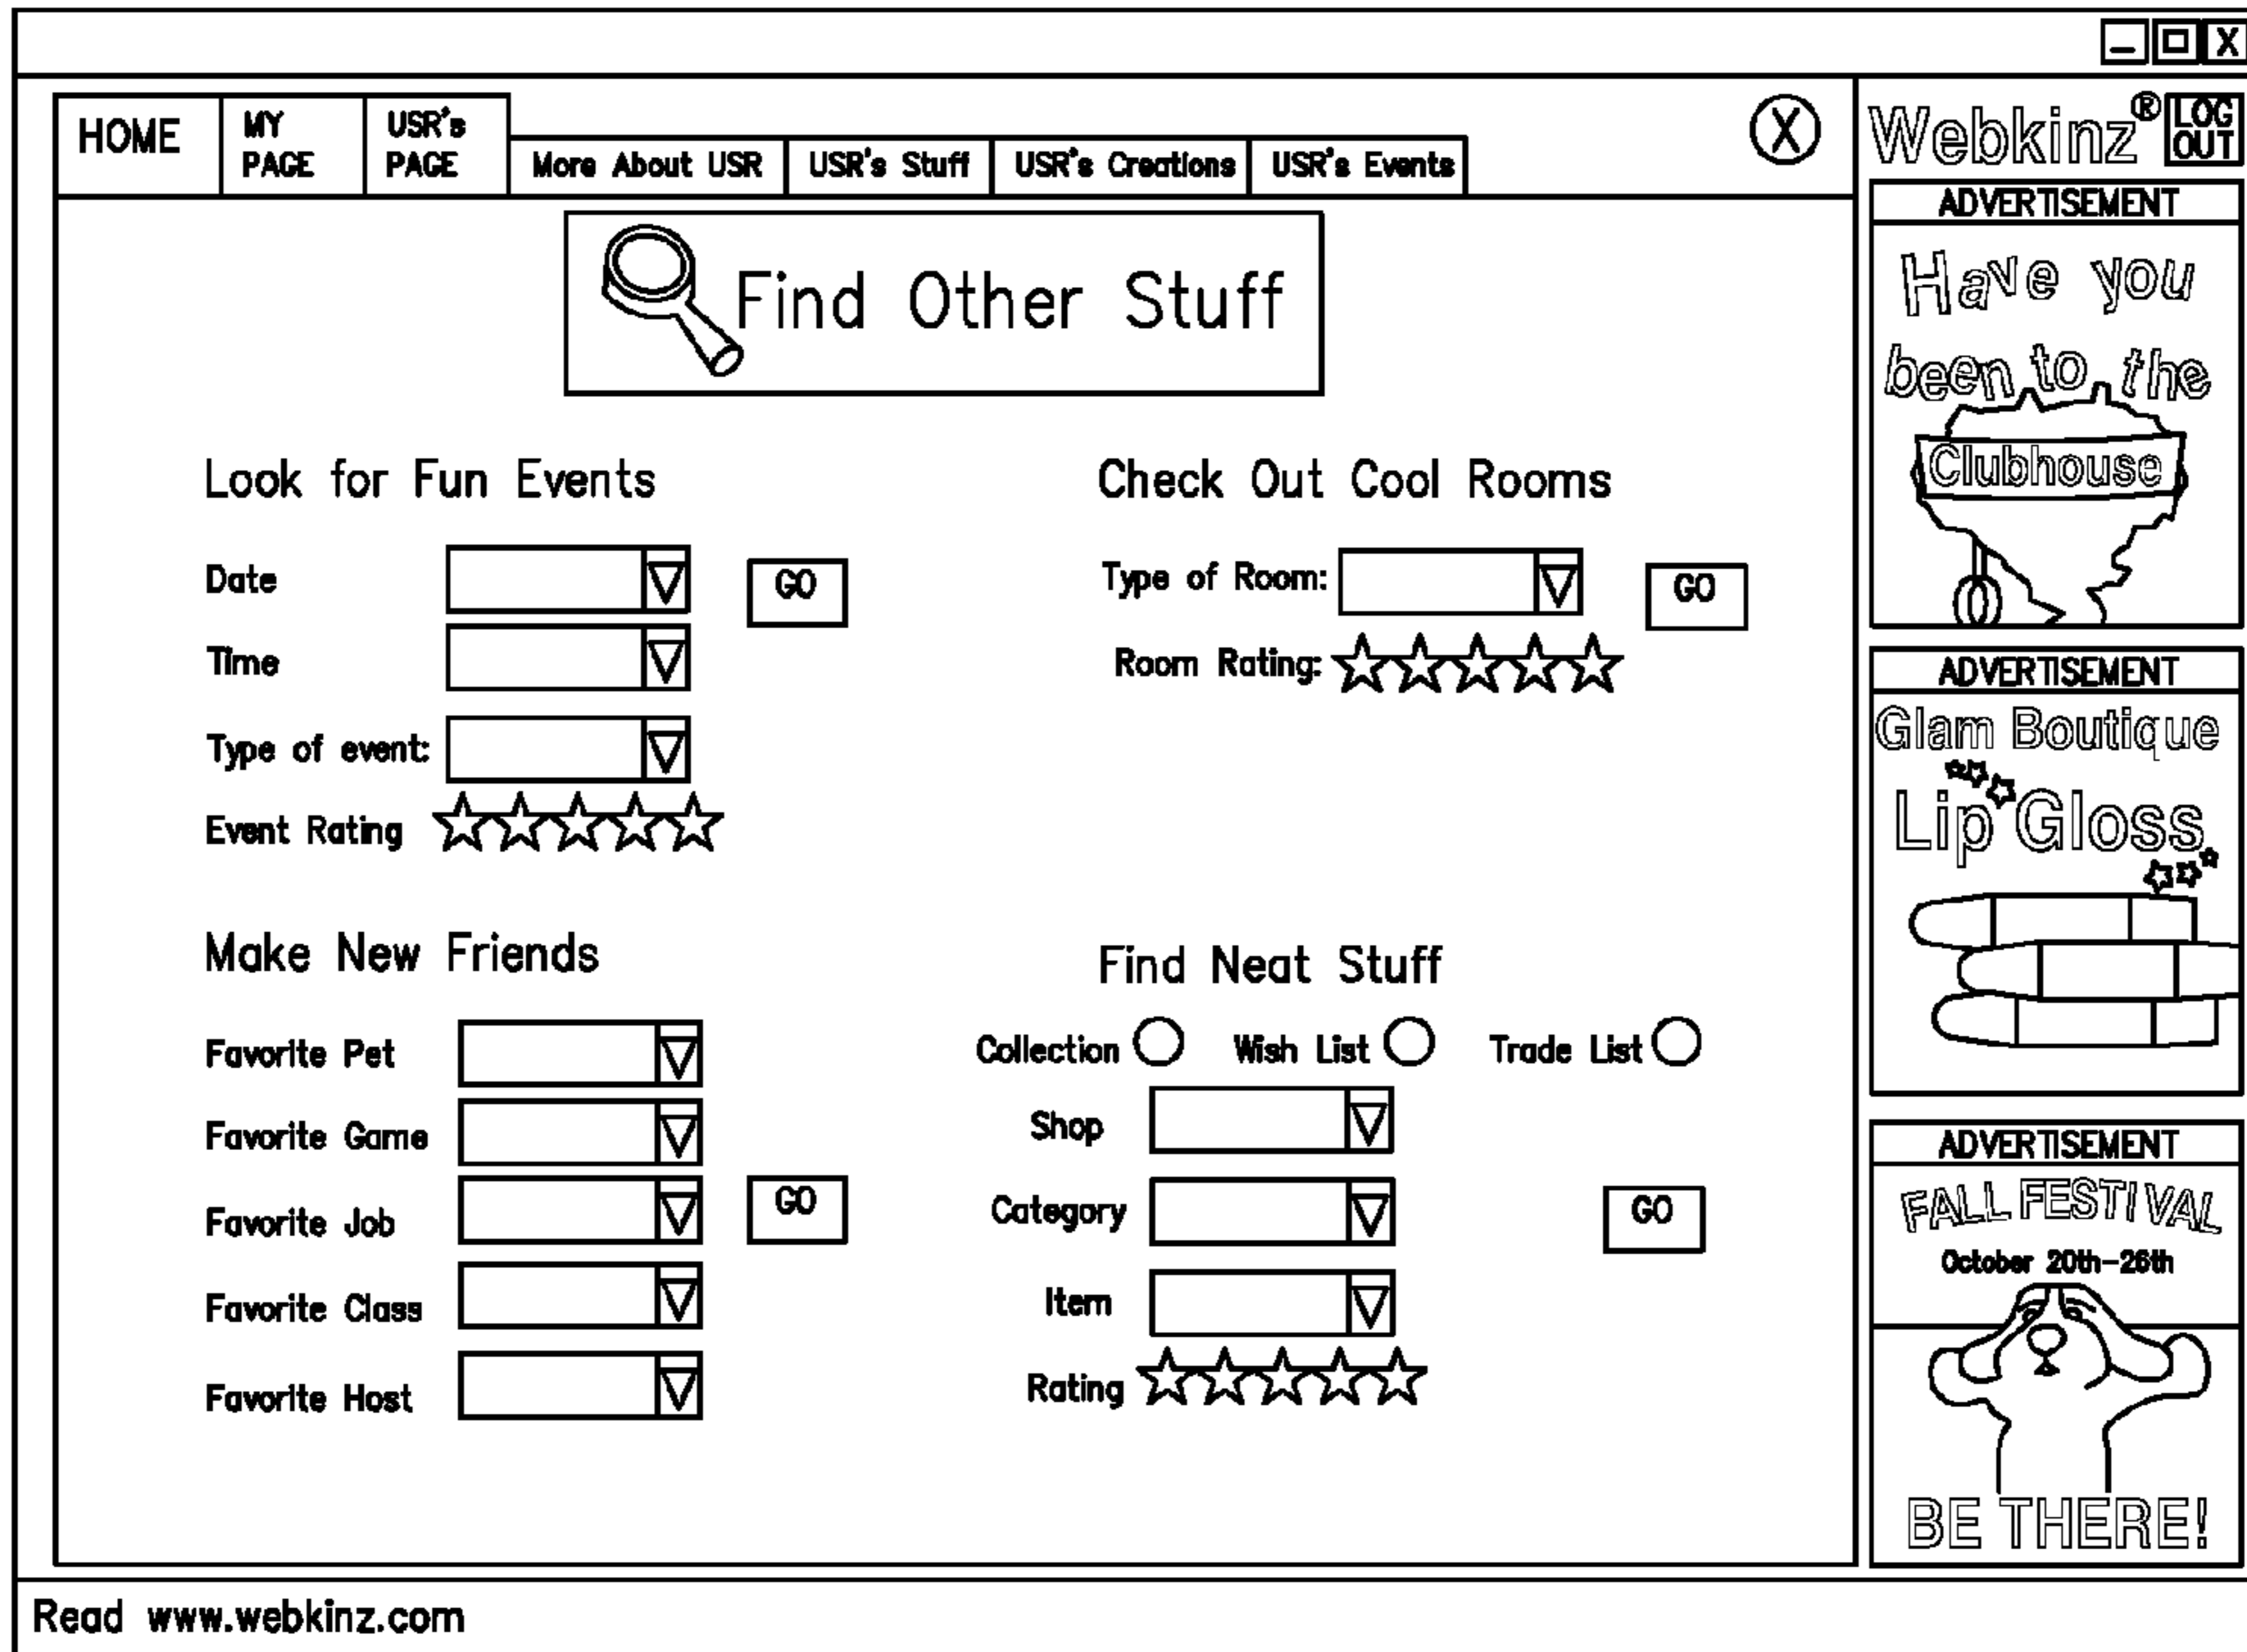 X
HOME
MY
PAGE
USR's
PAGE
More About USR
USR's Stuff
USR's Creations
USR's Events
X
Webkinz®
LOG
OUT
Find Other Stuff
Look for Fun Events
Date
GO
Time
Type of event:
Event Rating
Check Out Cool Rooms
Type of Room:
GO
Room Rating:
Make New Friends
Favorite Pet
Favorite Game
Favorite Job
GO
Favorite Class
Favorite Host
Find Neat Stuff
Collection
Wish List
Trade List
Shop
Category
GO
Item
Rating
ADVERTISEMENT
Have you
been to the
Clubhouse
ADVERTISEMENT
Glam Boutique
Lip Gloss
ADVERTISEMENT
FALL FESTIVAL
October 20th-26th
BE THERE!
Read www.webkinz.com